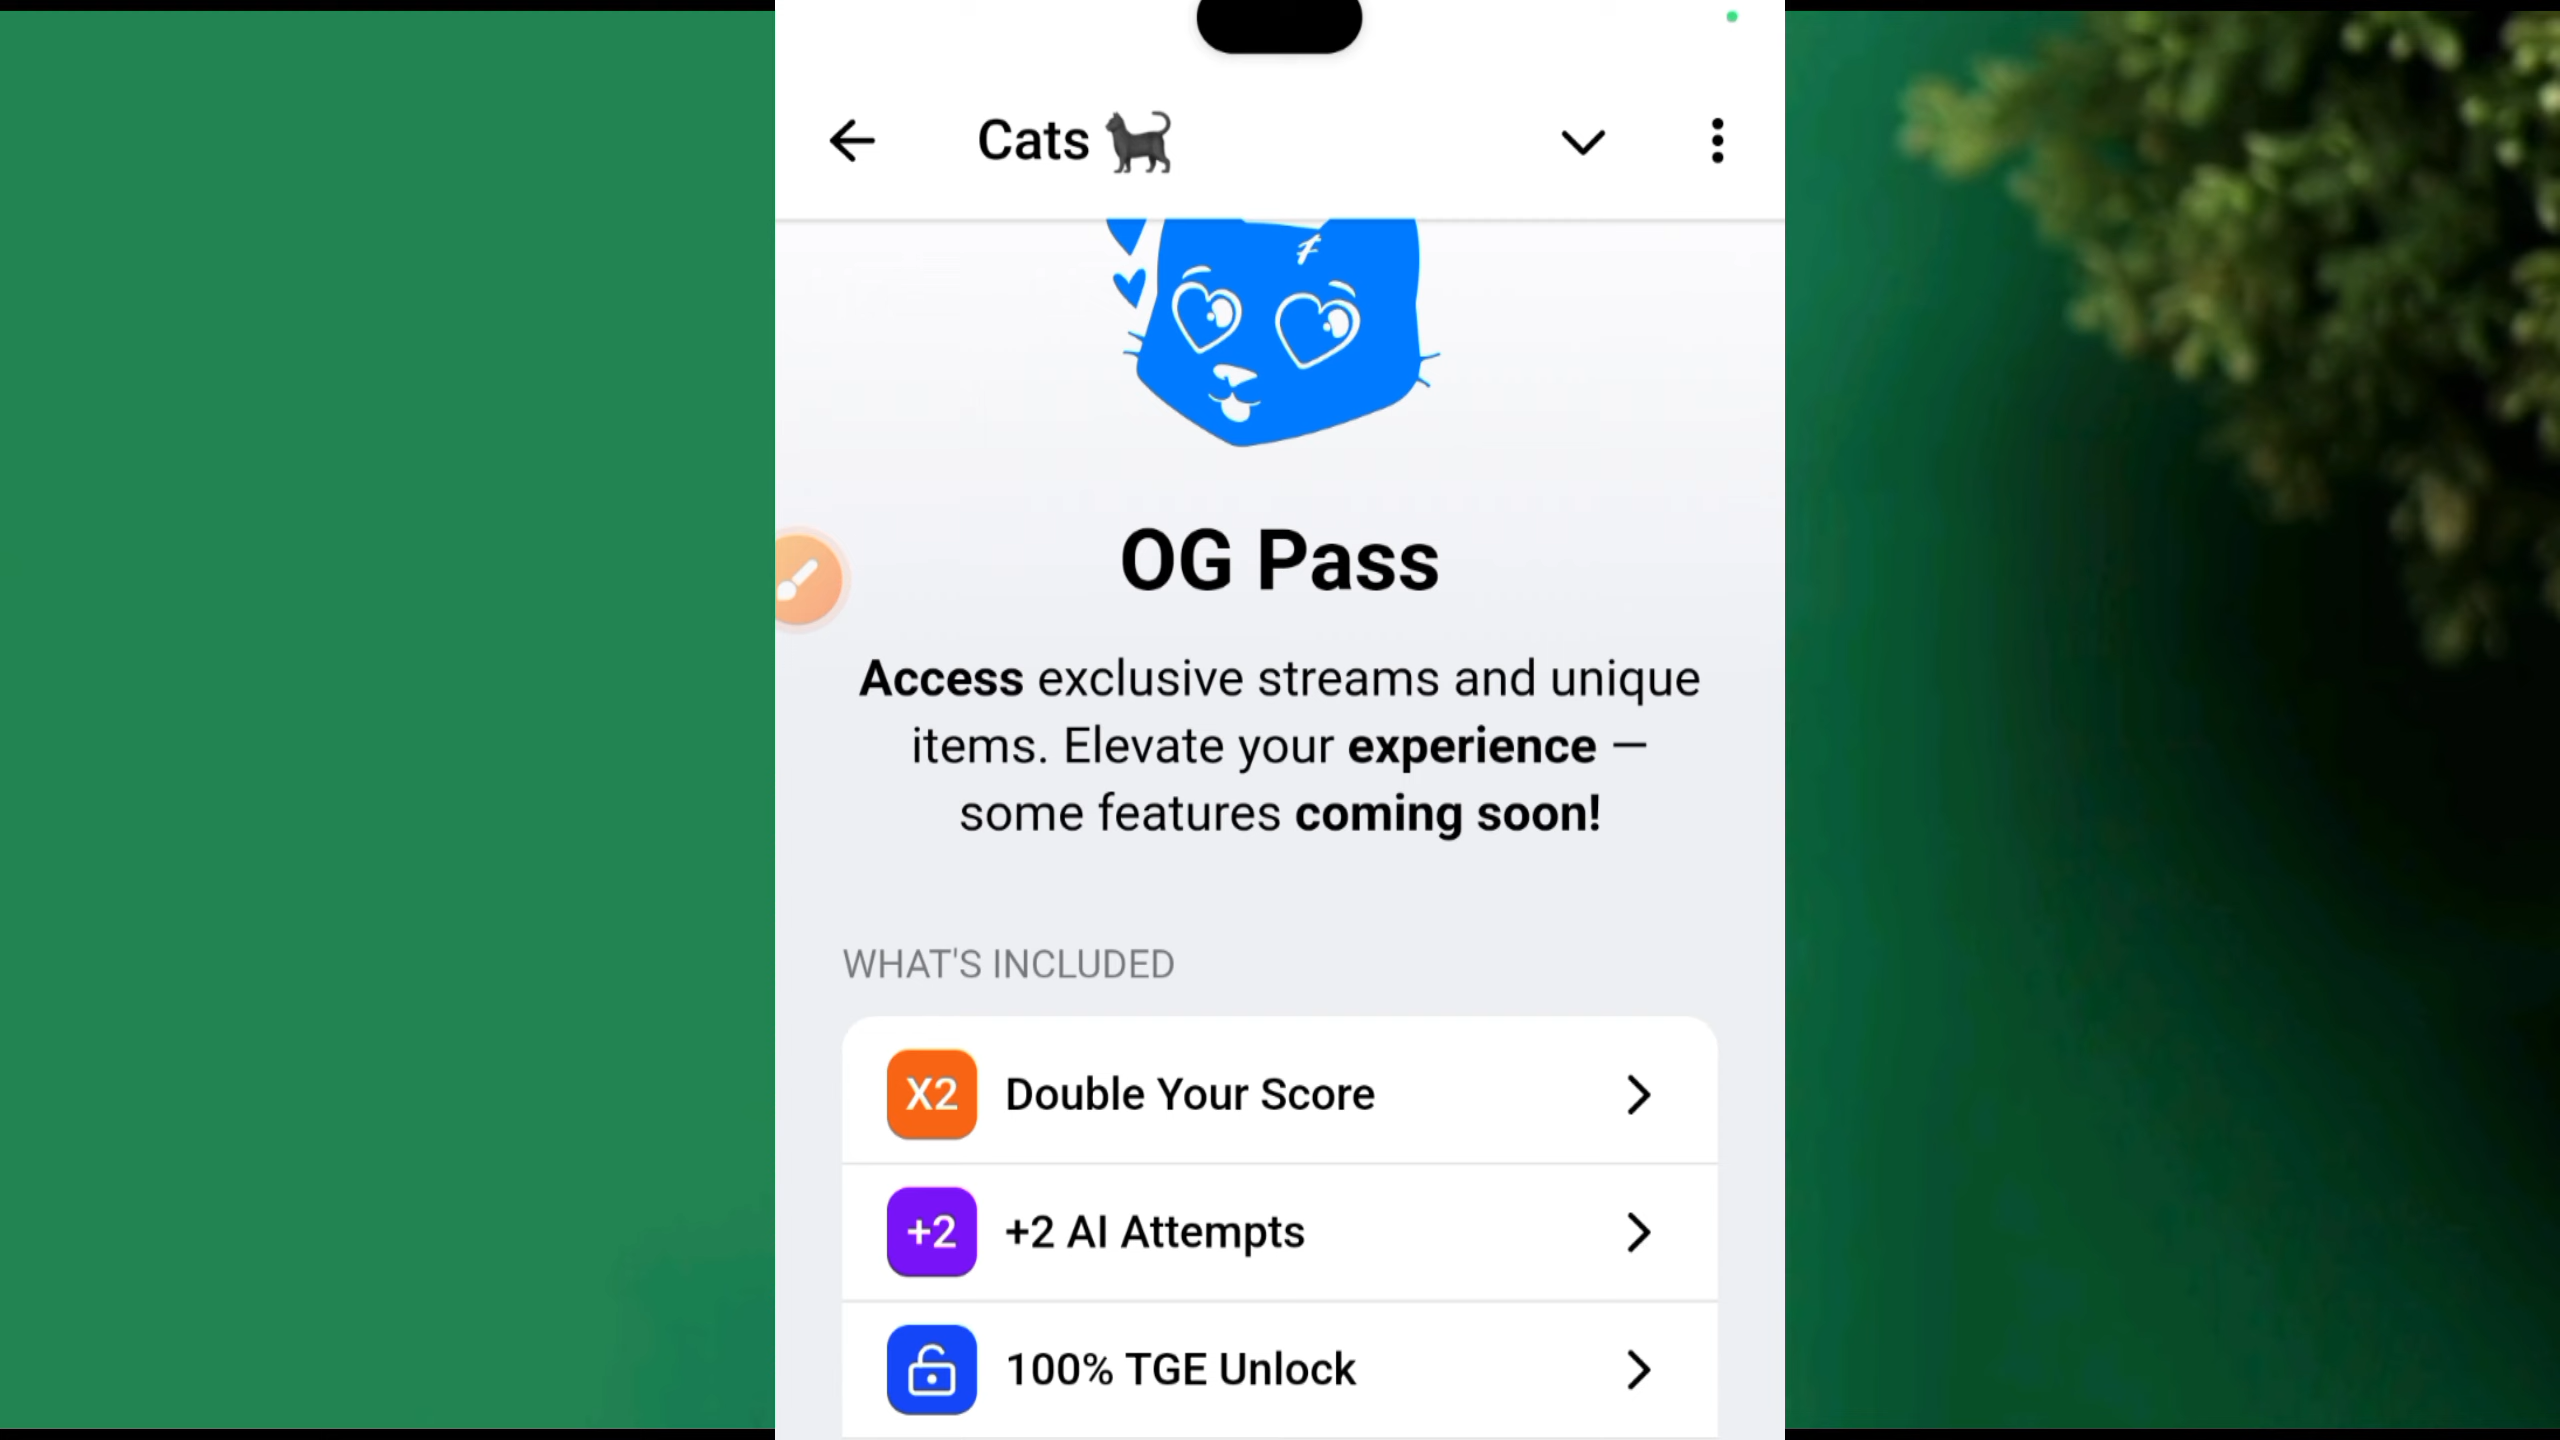 Cats
OG Pass
Access exclusive streams and unique
items. Elevate your experience —
some features coming soon!
WHAT'S INCLUDED
X2 Double Your Score
+2 +2 AI Attempts
100% TGE Unlock